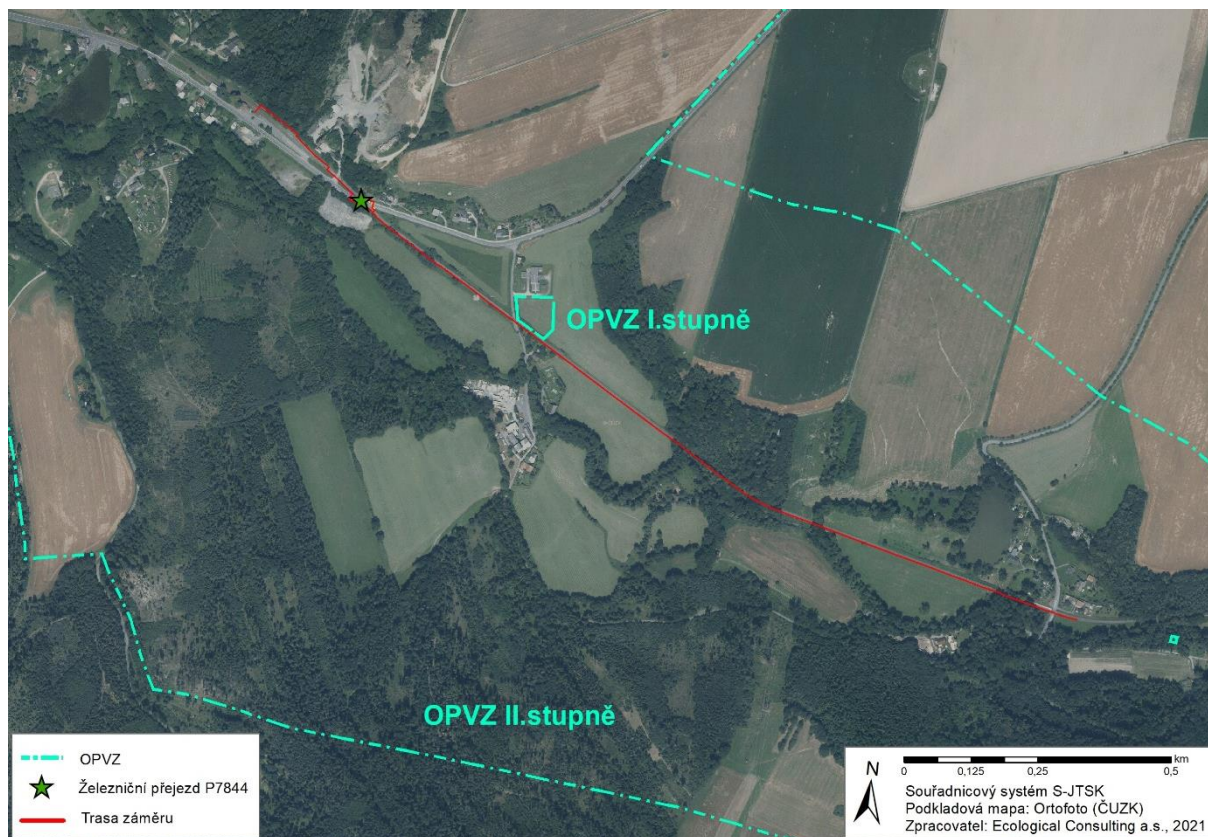 OPVZ I.stupně
OPVZ II.stupně
OPVZ
Železniční přejezd P7844
Trasa záměru
N
km
0 0,125 0,25 0,5
Souřadnicový systém S-JTSK
Podkladová mapa: Ortofoto (ČUZK)
Zpracovatel: Ecological Consulting a.s., 2021